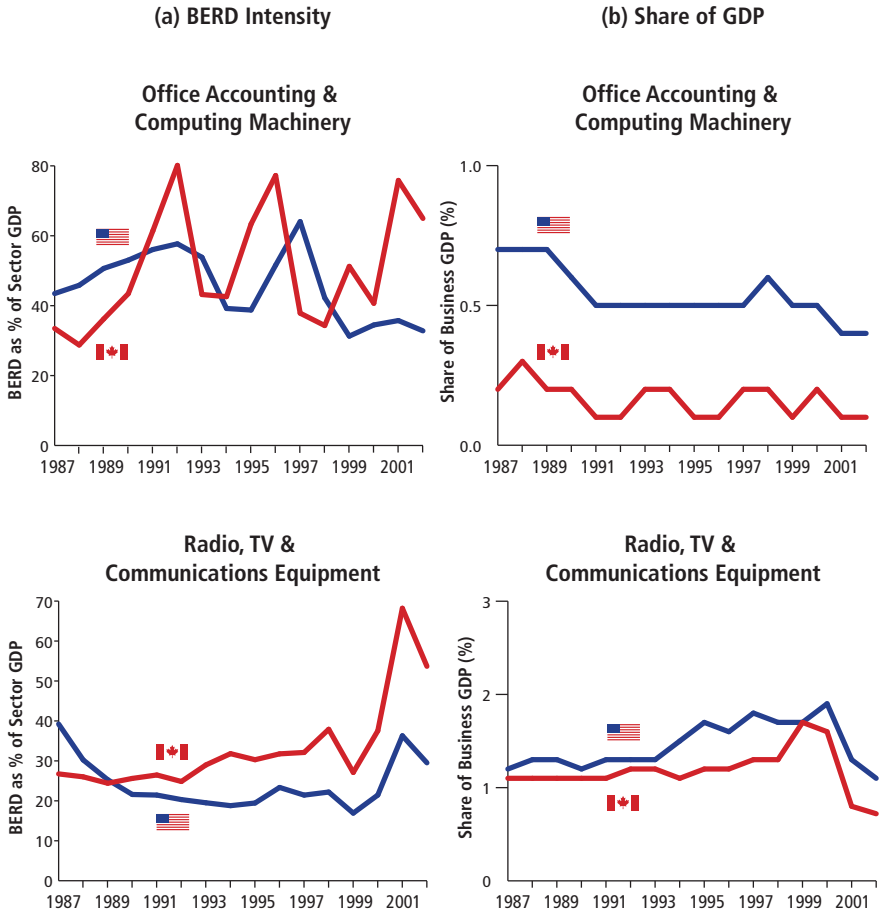 (a) BERD Intensity
(b) Share of GDP
Office Accounting &
Computing Machinery
BERD as % of Sector GDP
80
60
40
20
0
1987 1989 1991 1993 1995 1997 1999 2001
Office Accounting &
Computing Machinery
Share of Business GDP (%)
1.0
0.5
0.0
1987 1989 1991 1993 1995 1997 1999 2001
Radio, TV &
Communications Equipment
BERD as % of Sector GDP
70
60
50
40
30
20
10
0
1987 1989 1991 1993 1995 1997 1999 2001
Radio, TV &
Communications Equipment
Share of Business GDP (%)
3
2
1
0
1987 1989 1991 1993 1995 1997 1999 2001